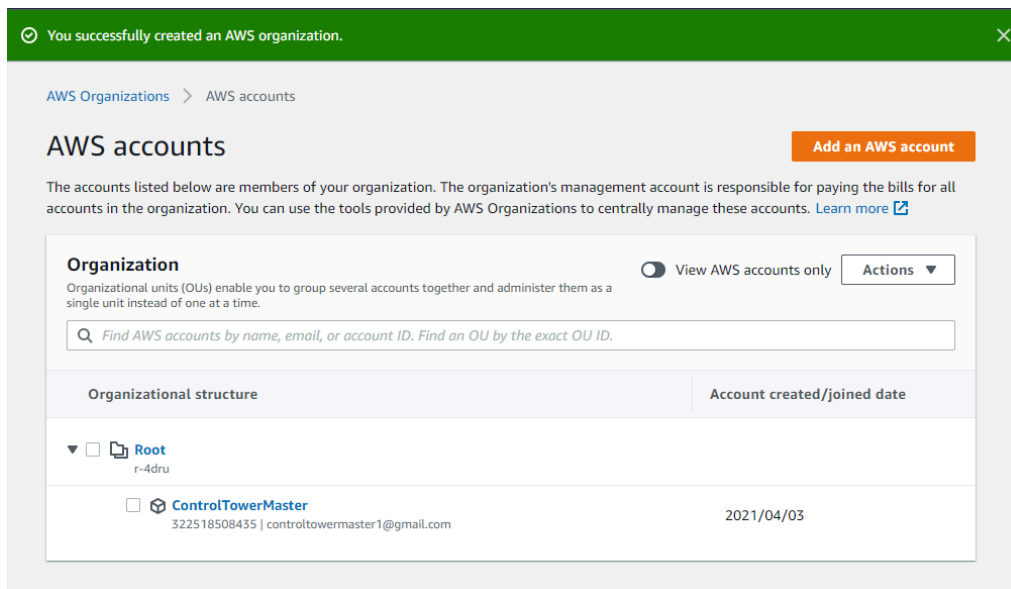 You successfully created an AWS organization.
AWS Organizations > AWS accounts
AWS accounts
Add an AWS account
The accounts listed below are members of your organization. The organization's management account is responsible for paying the bills for all
accounts in the organization. You can use the tools provided by AWS Organizations to centrally manage these accounts. Learn more
Organization
View AWS accounts only
Actions
Organizational units (OUs) enable you to group several accounts together and administer them as a
single unit instead of one at a time.
Find AWS accounts by name, email, or account ID. Find an OU by the exact OU ID.
Organizational structure
Account created/joined date
Root
r-4dru
ControlTowerMaster
322518508435 | controltowermaster1@gmail.com
2021/04/03